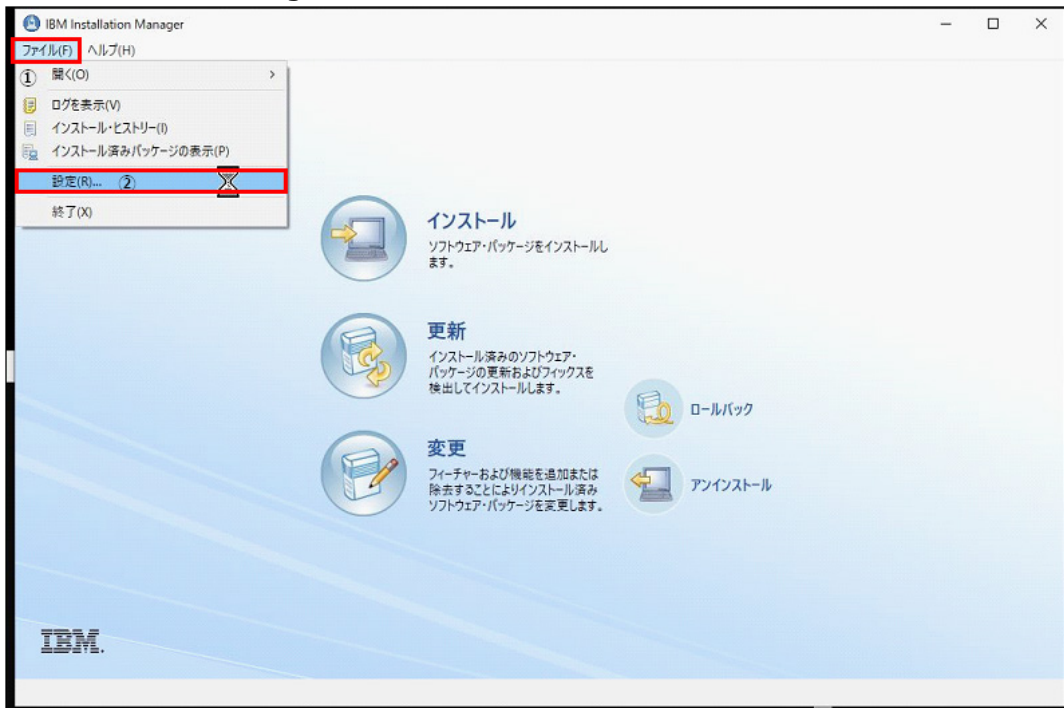 IBM Installation Manager
ファイル(F) ヘルプ(H)
① 開く(O) >
ログを表示(V)
インストール・ヒストリー(I)
インストール済みパッケージの表示(P)
設定(R)... ②
終了(X)
インストール
ソフトウェア・パッケージをインストールし
ます。
更新
インストール済みのソフトウェア・
パッケージの更新およびフィックスを
検出してインストールします。
ロールバック
変更
フィーチャーおよび機能を追加または
除去することによりインストール済み
ソフトウェア・パッケージを変更します。
アンインストール
IBM.